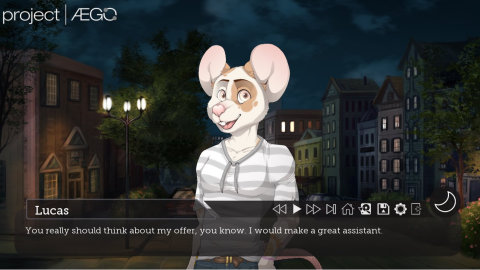 project | ÆGO
Lucas
You really should think about my offer, you know. I would make a great assistant.